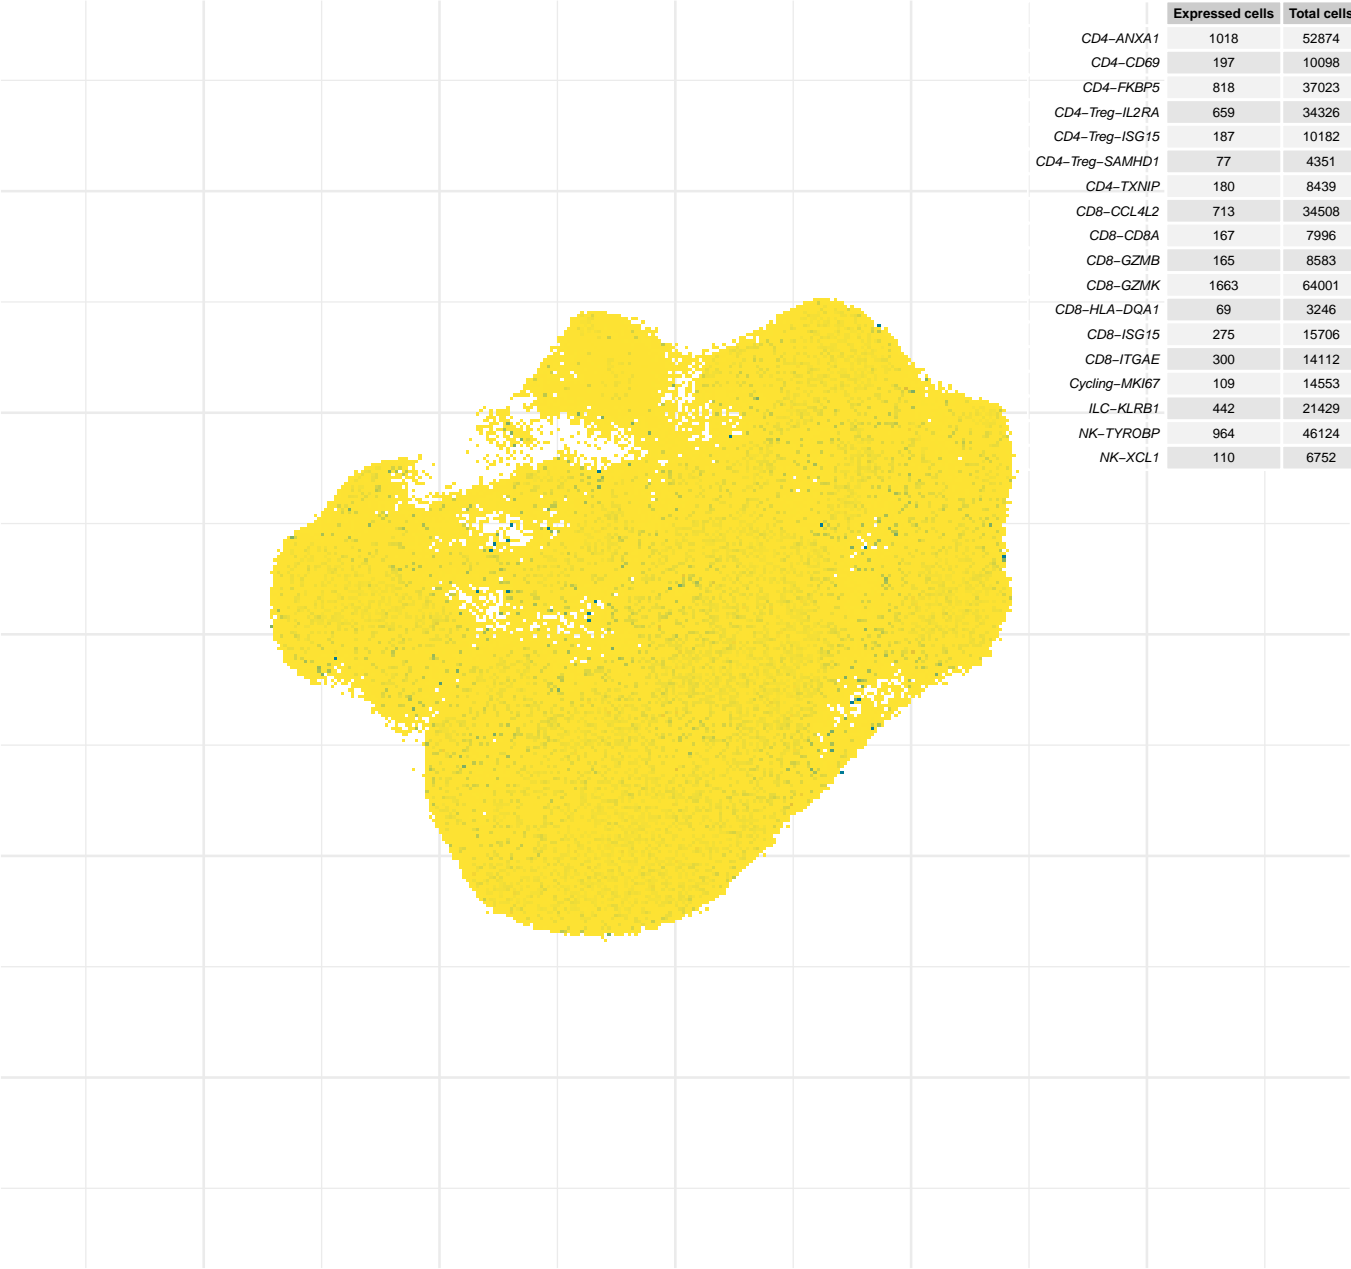 Expressed cells Total cells
CD4−ANXA1 1018 52874
CD4−CD69 197 10098
CD4−FKBP5 818 37023
CD4−Treg−IL2RA 659 34326
CD4−Treg−ISG15 187 10182
CD4−Treg−SAMHD1 77 4351
CD4−TXNIP 180 8439
CD8−CCL4L2 713 34508
CD8−CD8A 167 7996
CD8−GZMB 165 8583
CD8−GZMK 1663 64001
CD8−HLA−DQA1 69 3246
CD8−ISG15 275 15706
CD8−ITGAE 300 14112
Cycling−MKI67 109 14553
ILC−KLRB1 442 21429
NK−TYROBP 964 46124
NK−XCL1 110 6752